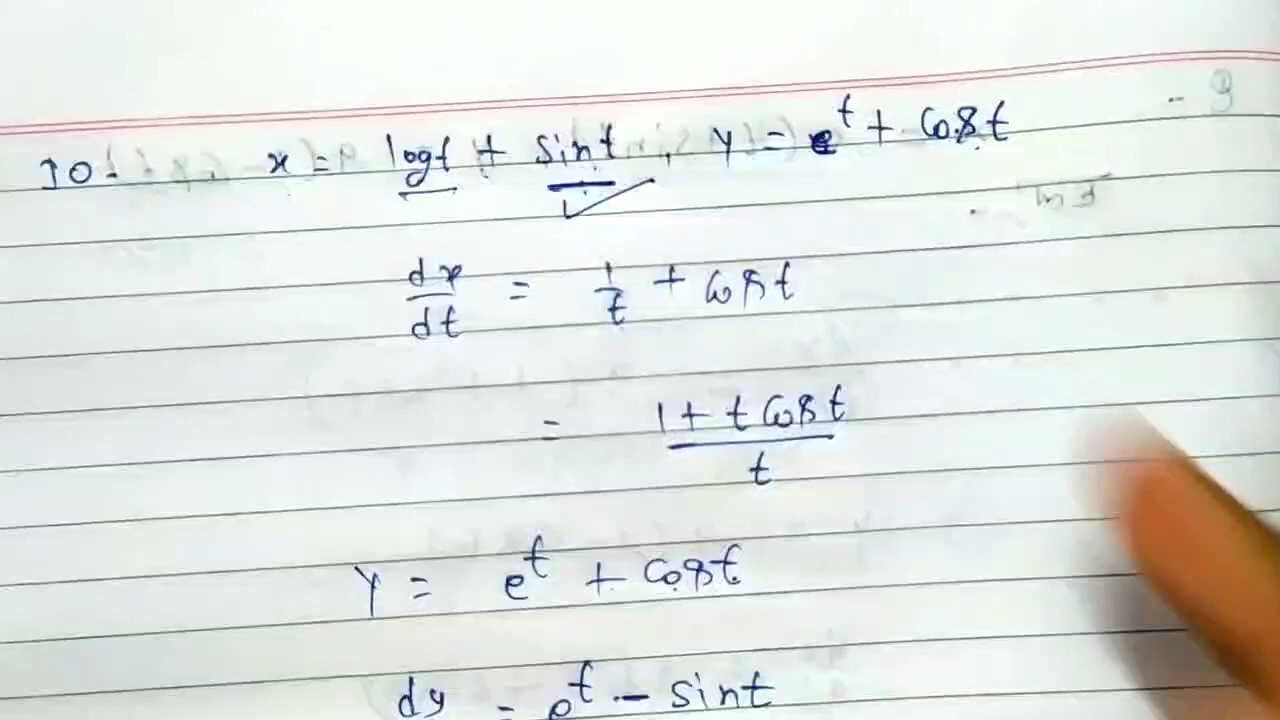 10. x = log t + sin t, y = e^t + cos t
dx/dt = 1/t + cos t
= (1 + t cos t)/t
y = e^t + cos t
dy = e^t - sin t